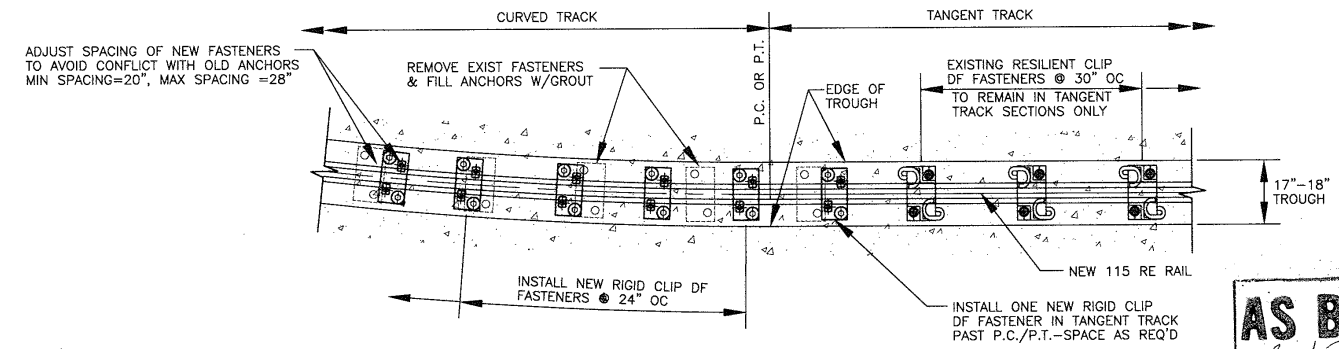 CURVED TRACK
TANGENT TRACK
ADJUST SPACING OF NEW FASTENERS
TO AVOID CONFLICT WITH OLD ANCHORS
MIN SPACING=20", MAX SPACING =28"
REMOVE EXIST FASTENERS
& FILL ANCHORS W/GROUT
P.C. OR P.T.
EDGE OF
TROUGH
EXISTING RESILIENT CLIP
DF FASTENERS @ 30" OC
TO REMAIN IN TANGENT
TRACK SECTIONS ONLY
17"-18"
TROUGH
NEW 115 RE RAIL
INSTALL NEW RIGID CLIP DF
FASTENERS @ 24" OC
INSTALL ONE NEW RIGID CLIP
DF FASTENER IN TANGENT TRACK
PAST P.C./P.T.-SPACE AS REQ'D
AS B